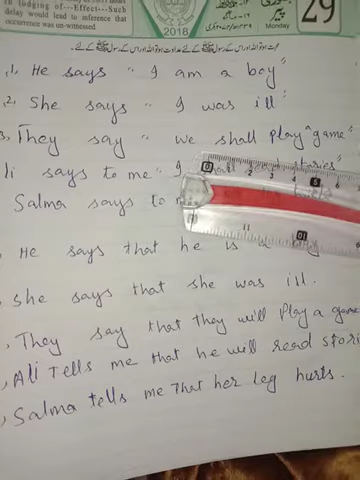 in lodging of---Effect---Such
delay would lead to inference that
occurrence was un-witnessed.
2018
پیر
Monday
29
1. He says " I am a boy"
2. She says " I was ill"
3. They say " We shall play a game"
li says to me " I stories"
Salma says to
He says that he is a
She says that she was ill.
, They say that they will play a game
, Ali tells me that he will read stori
, Salma tells me that her leg hurts.